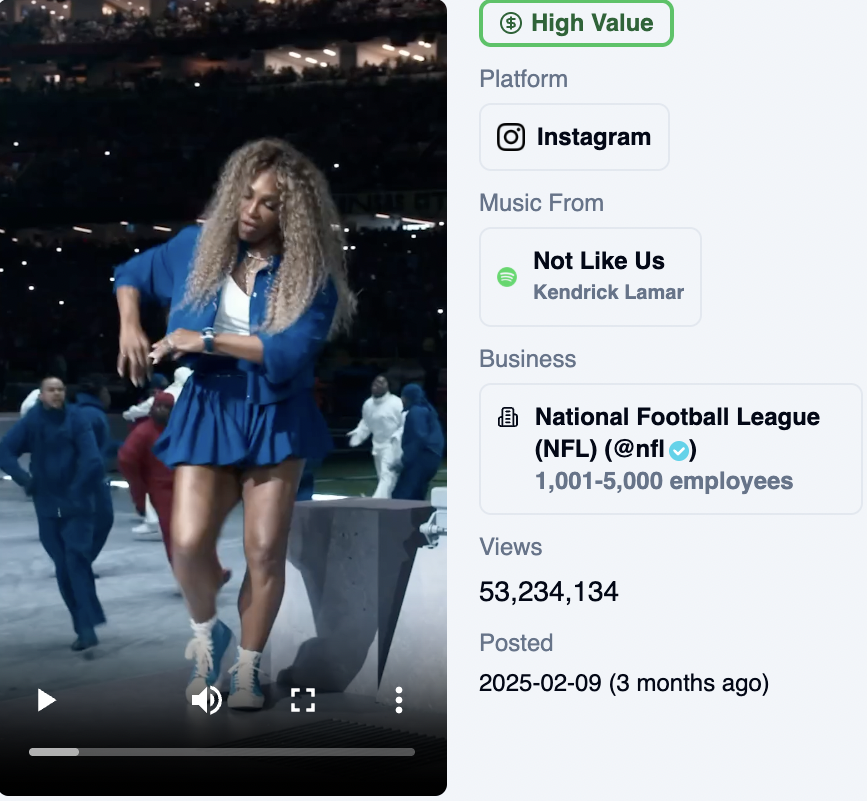 High Value
Platform
Instagram
Music From
Not Like Us
Kendrick Lamar
Business
National Football League
(NFL) (@nfl)
1,001-5,000 employees
Views
53,234,134
Posted
2025-02-09 (3 months ago)